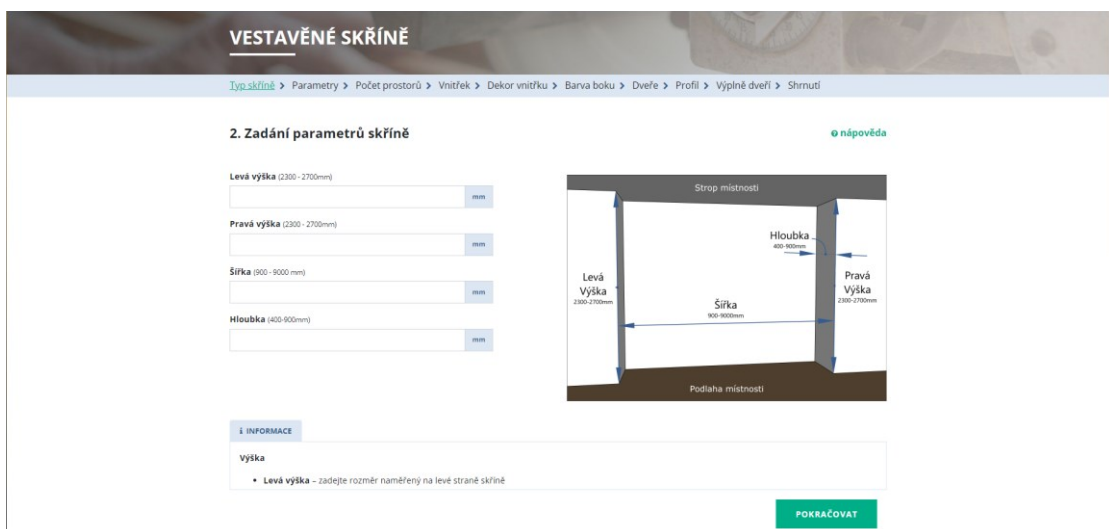 VESTAVĚNÉ SKŘÍNĚ
Typ skříně > Parametry > Počet prostorů > Vnitřek > Dekor vnitřku > Barva boku > Dveře > Profil > Výplně dveří > Shrnutí
2. Zadání parametrů skříně
nápověda
Levá výška (2300 - 2700mm)
mm
Pravá výška (2300 - 2700mm)
mm
Šířka (900 - 9000 mm)
mm
Hloubka (400-900mm)
mm
Strop místnosti
Hloubka
400-900mm
Levá
Výška
2300-2700mm
Pravá
Výška
2300-2700mm
Šířka
900-9000mm
Podlaha místnosti
i INFORMACE
Výška
• Levá výška – zadejte rozměr naměřený na levé straně skříně
POKRAČOVAT